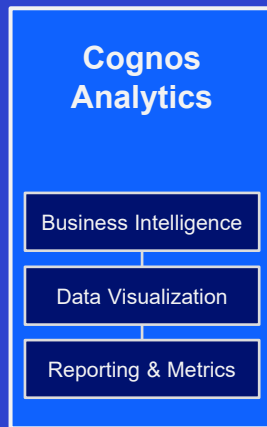 Cognos
Analytics
Business Intelligence
Data Visualization
Reporting & Metrics